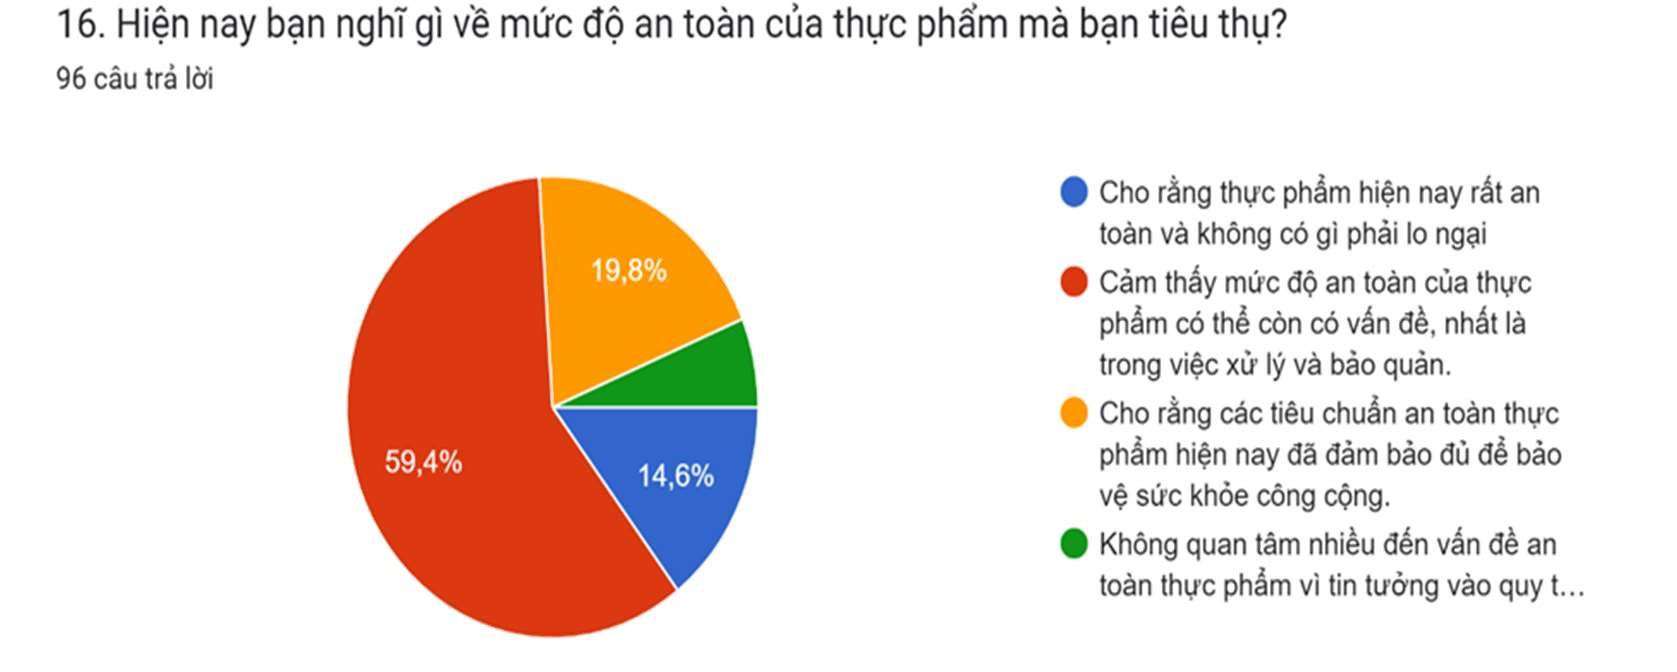 16. Hiện nay bạn nghĩ gì về mức độ an toàn của thực phẩm mà bạn tiêu thụ?
96 câu trả lời
19,8%
59,4%
14,6%
Cho rằng thực phẩm hiện nay rất an
toàn và không có gì phải lo ngại
Cảm thấy mức độ an toàn của thực
phẩm có thể còn có vấn đề, nhất là
trong việc xử lý và bảo quản.
Cho rằng các tiêu chuẩn an toàn thực
phẩm hiện nay đã đảm bảo đủ để bảo
vệ sức khỏe công cộng.
Không quan tâm nhiều đến vấn đề an
toàn thực phẩm vì tin tưởng vào quy t...